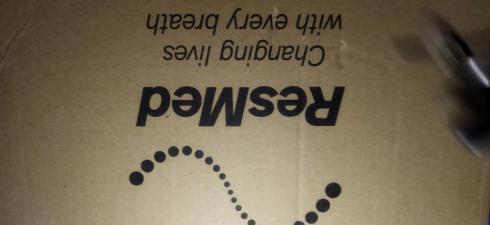 ResMed
Changing lives
with every breath